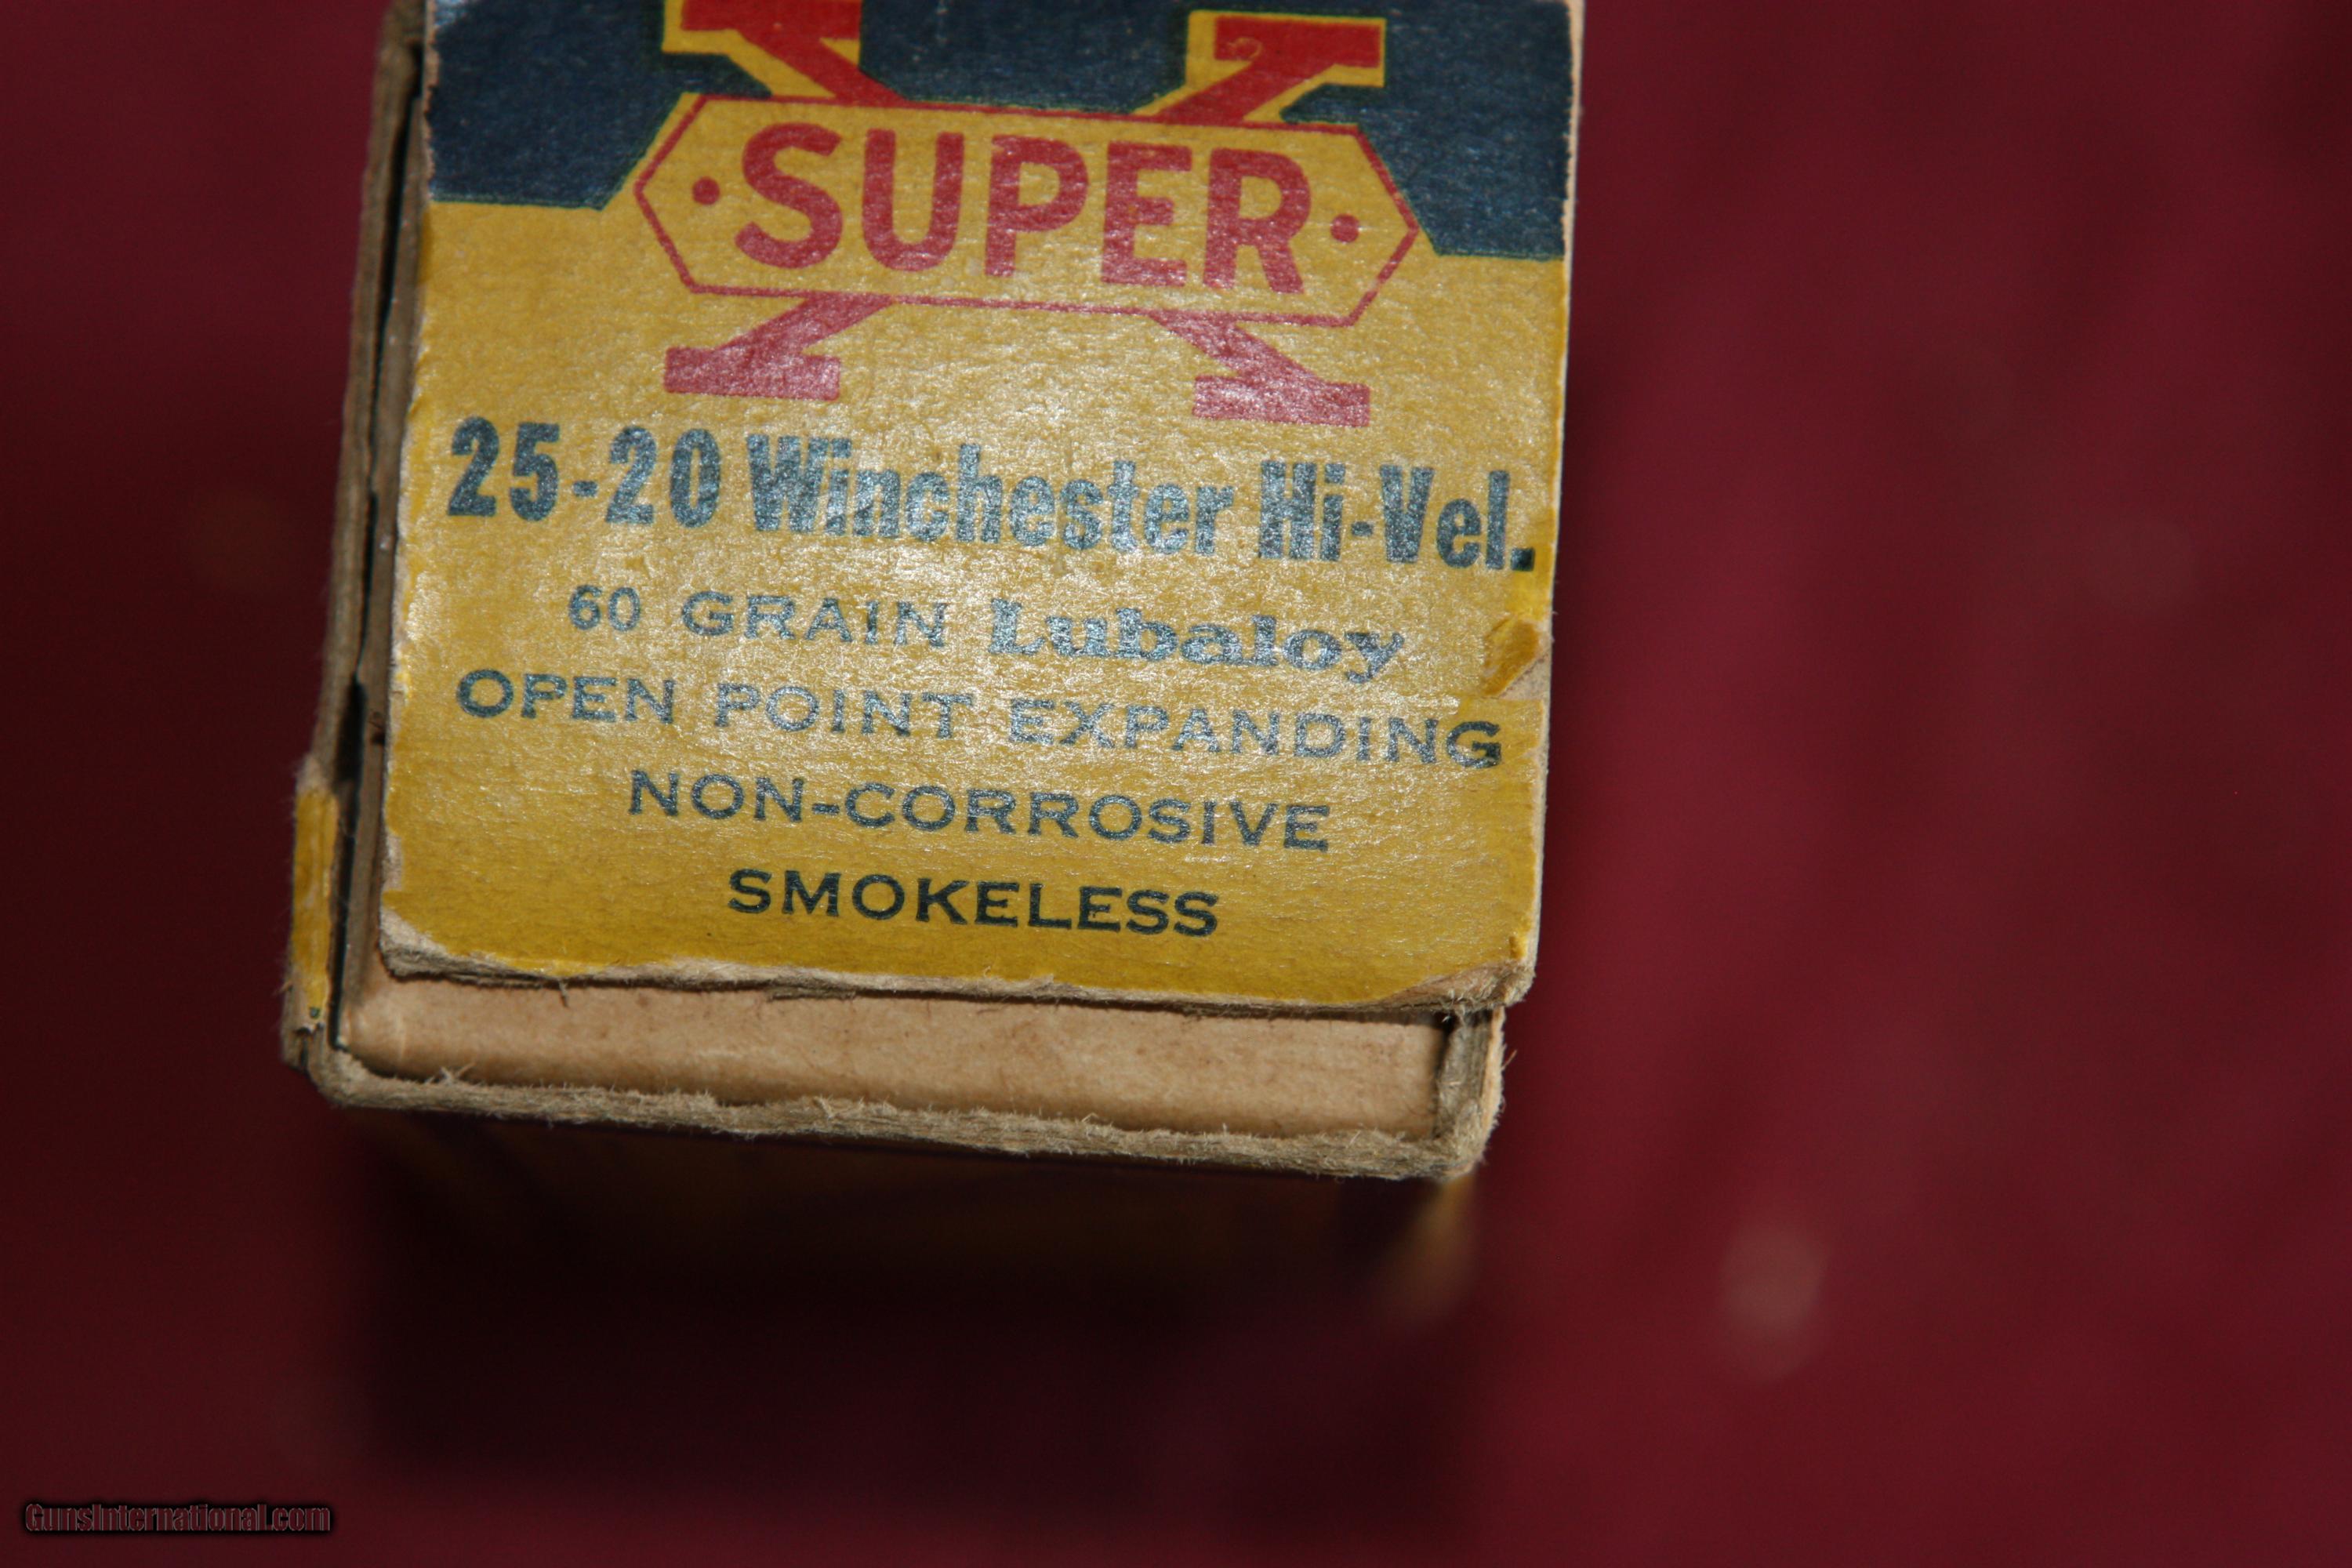 X
·SUPER·
25-20 Winchester Hi-Vel.
60 GRAIN Lubaloy
OPEN POINT EXPANDING
NON-CORROSIVE
SMOKELESS
GunsInternational.com